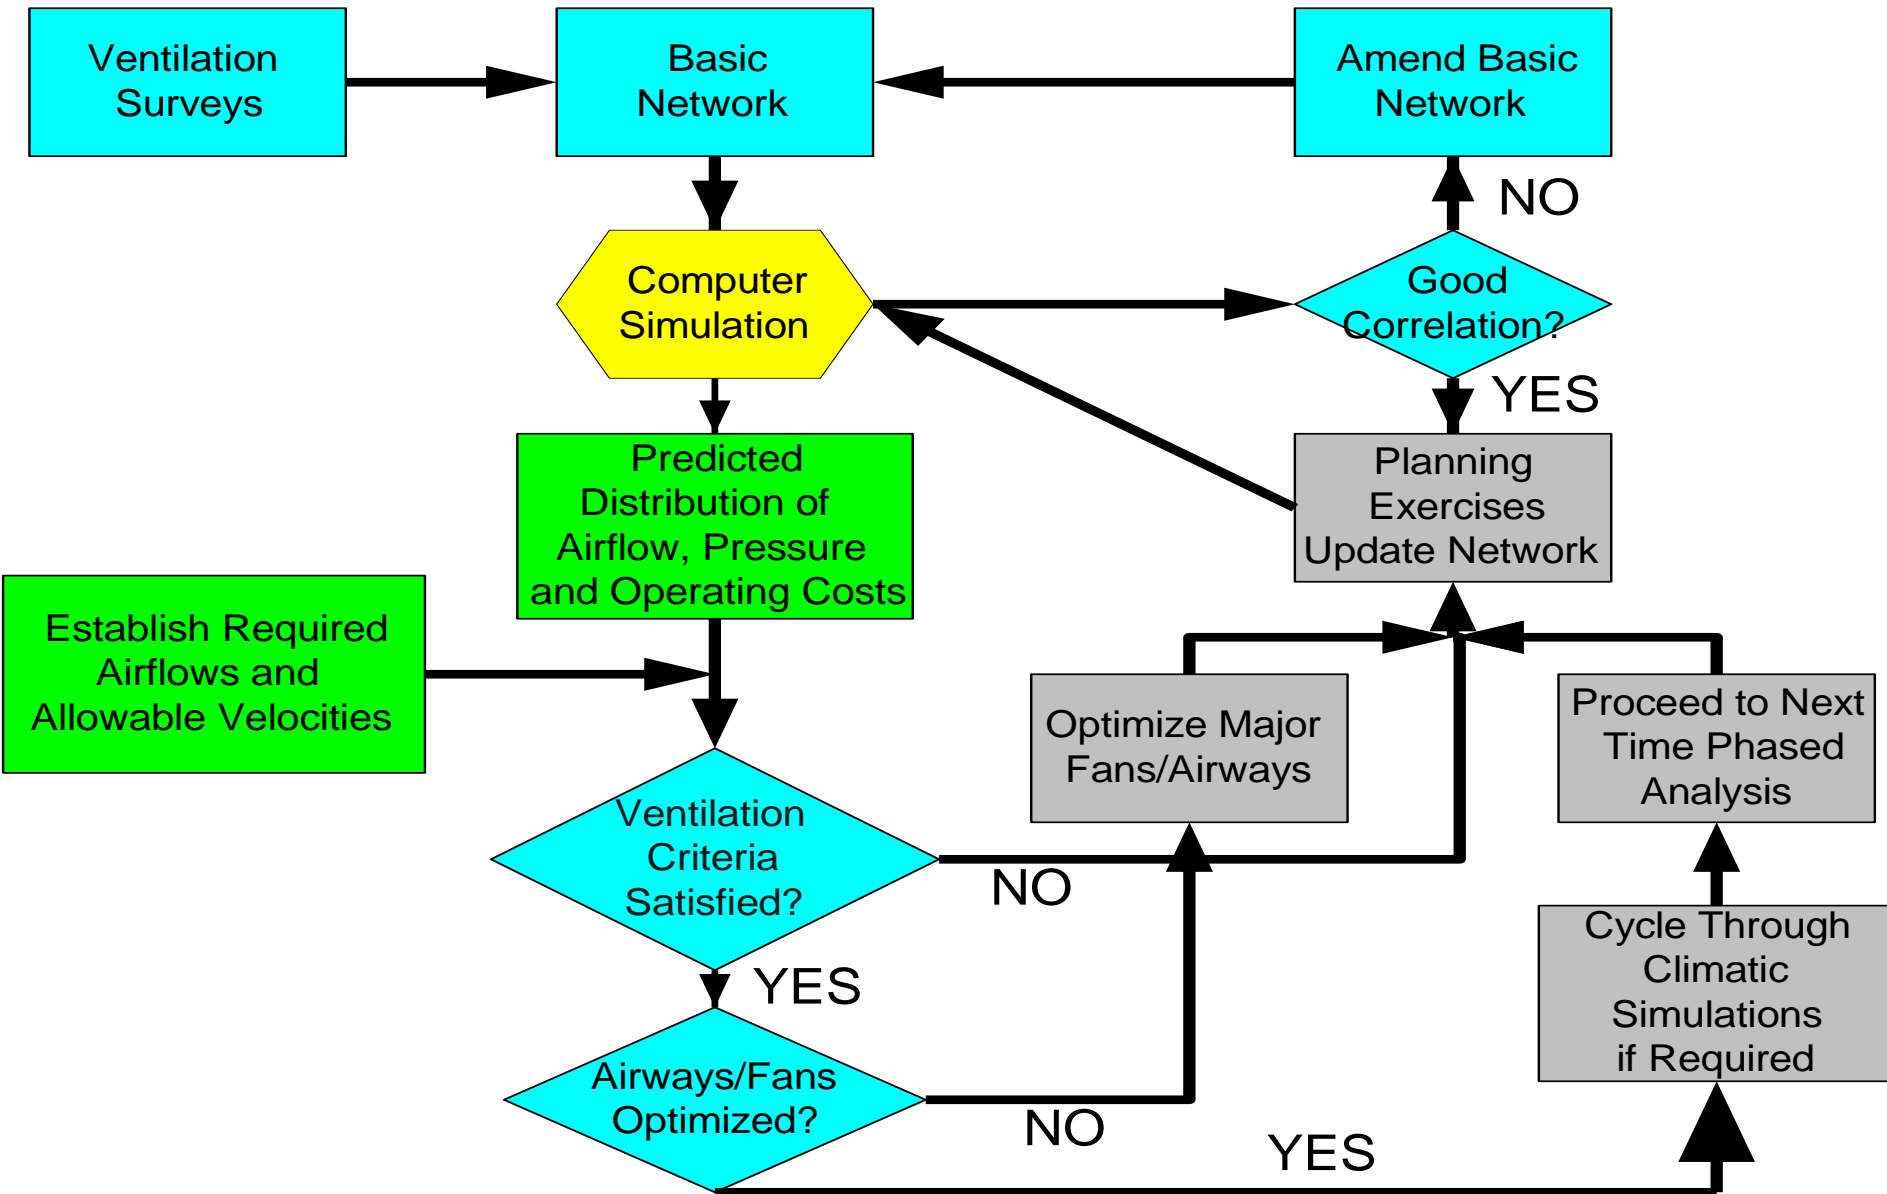 Ventilation
Surveys
Basic
Network
Amend Basic
Network
NO
Computer
Simulation
Good
Correlation?
YES
Predicted
Distribution of
Airflow, Pressure
and Operating Costs
Planning
Exercises
Update Network
Establish Required
Airflows and
Allowable Velocities
Optimize Major
Fans/Airways
Proceed to Next
Time Phased
Analysis
Ventilation
Criteria
Satisfied?
NO
Cycle Through
Climatic
Simulations
if Required
YES
Airways/Fans
Optimized?
NO
YES